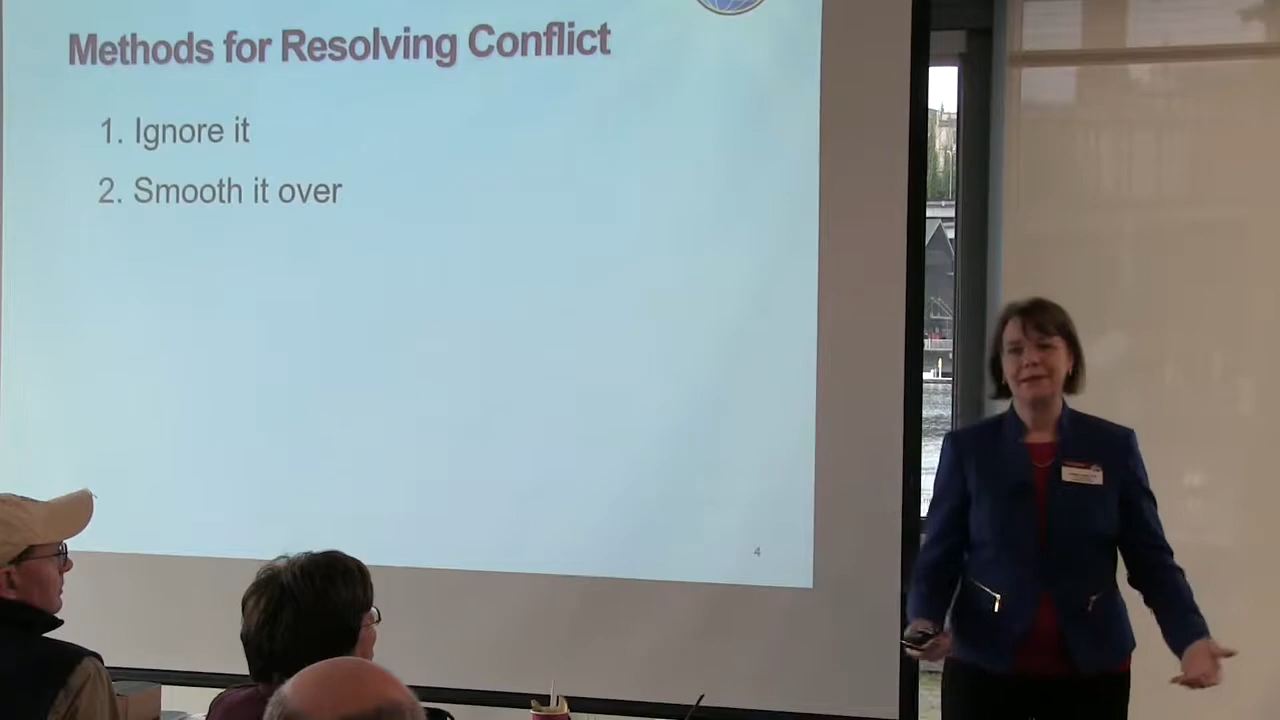 Methods for Resolving Conflict
1. Ignore it
2. Smooth it over
4